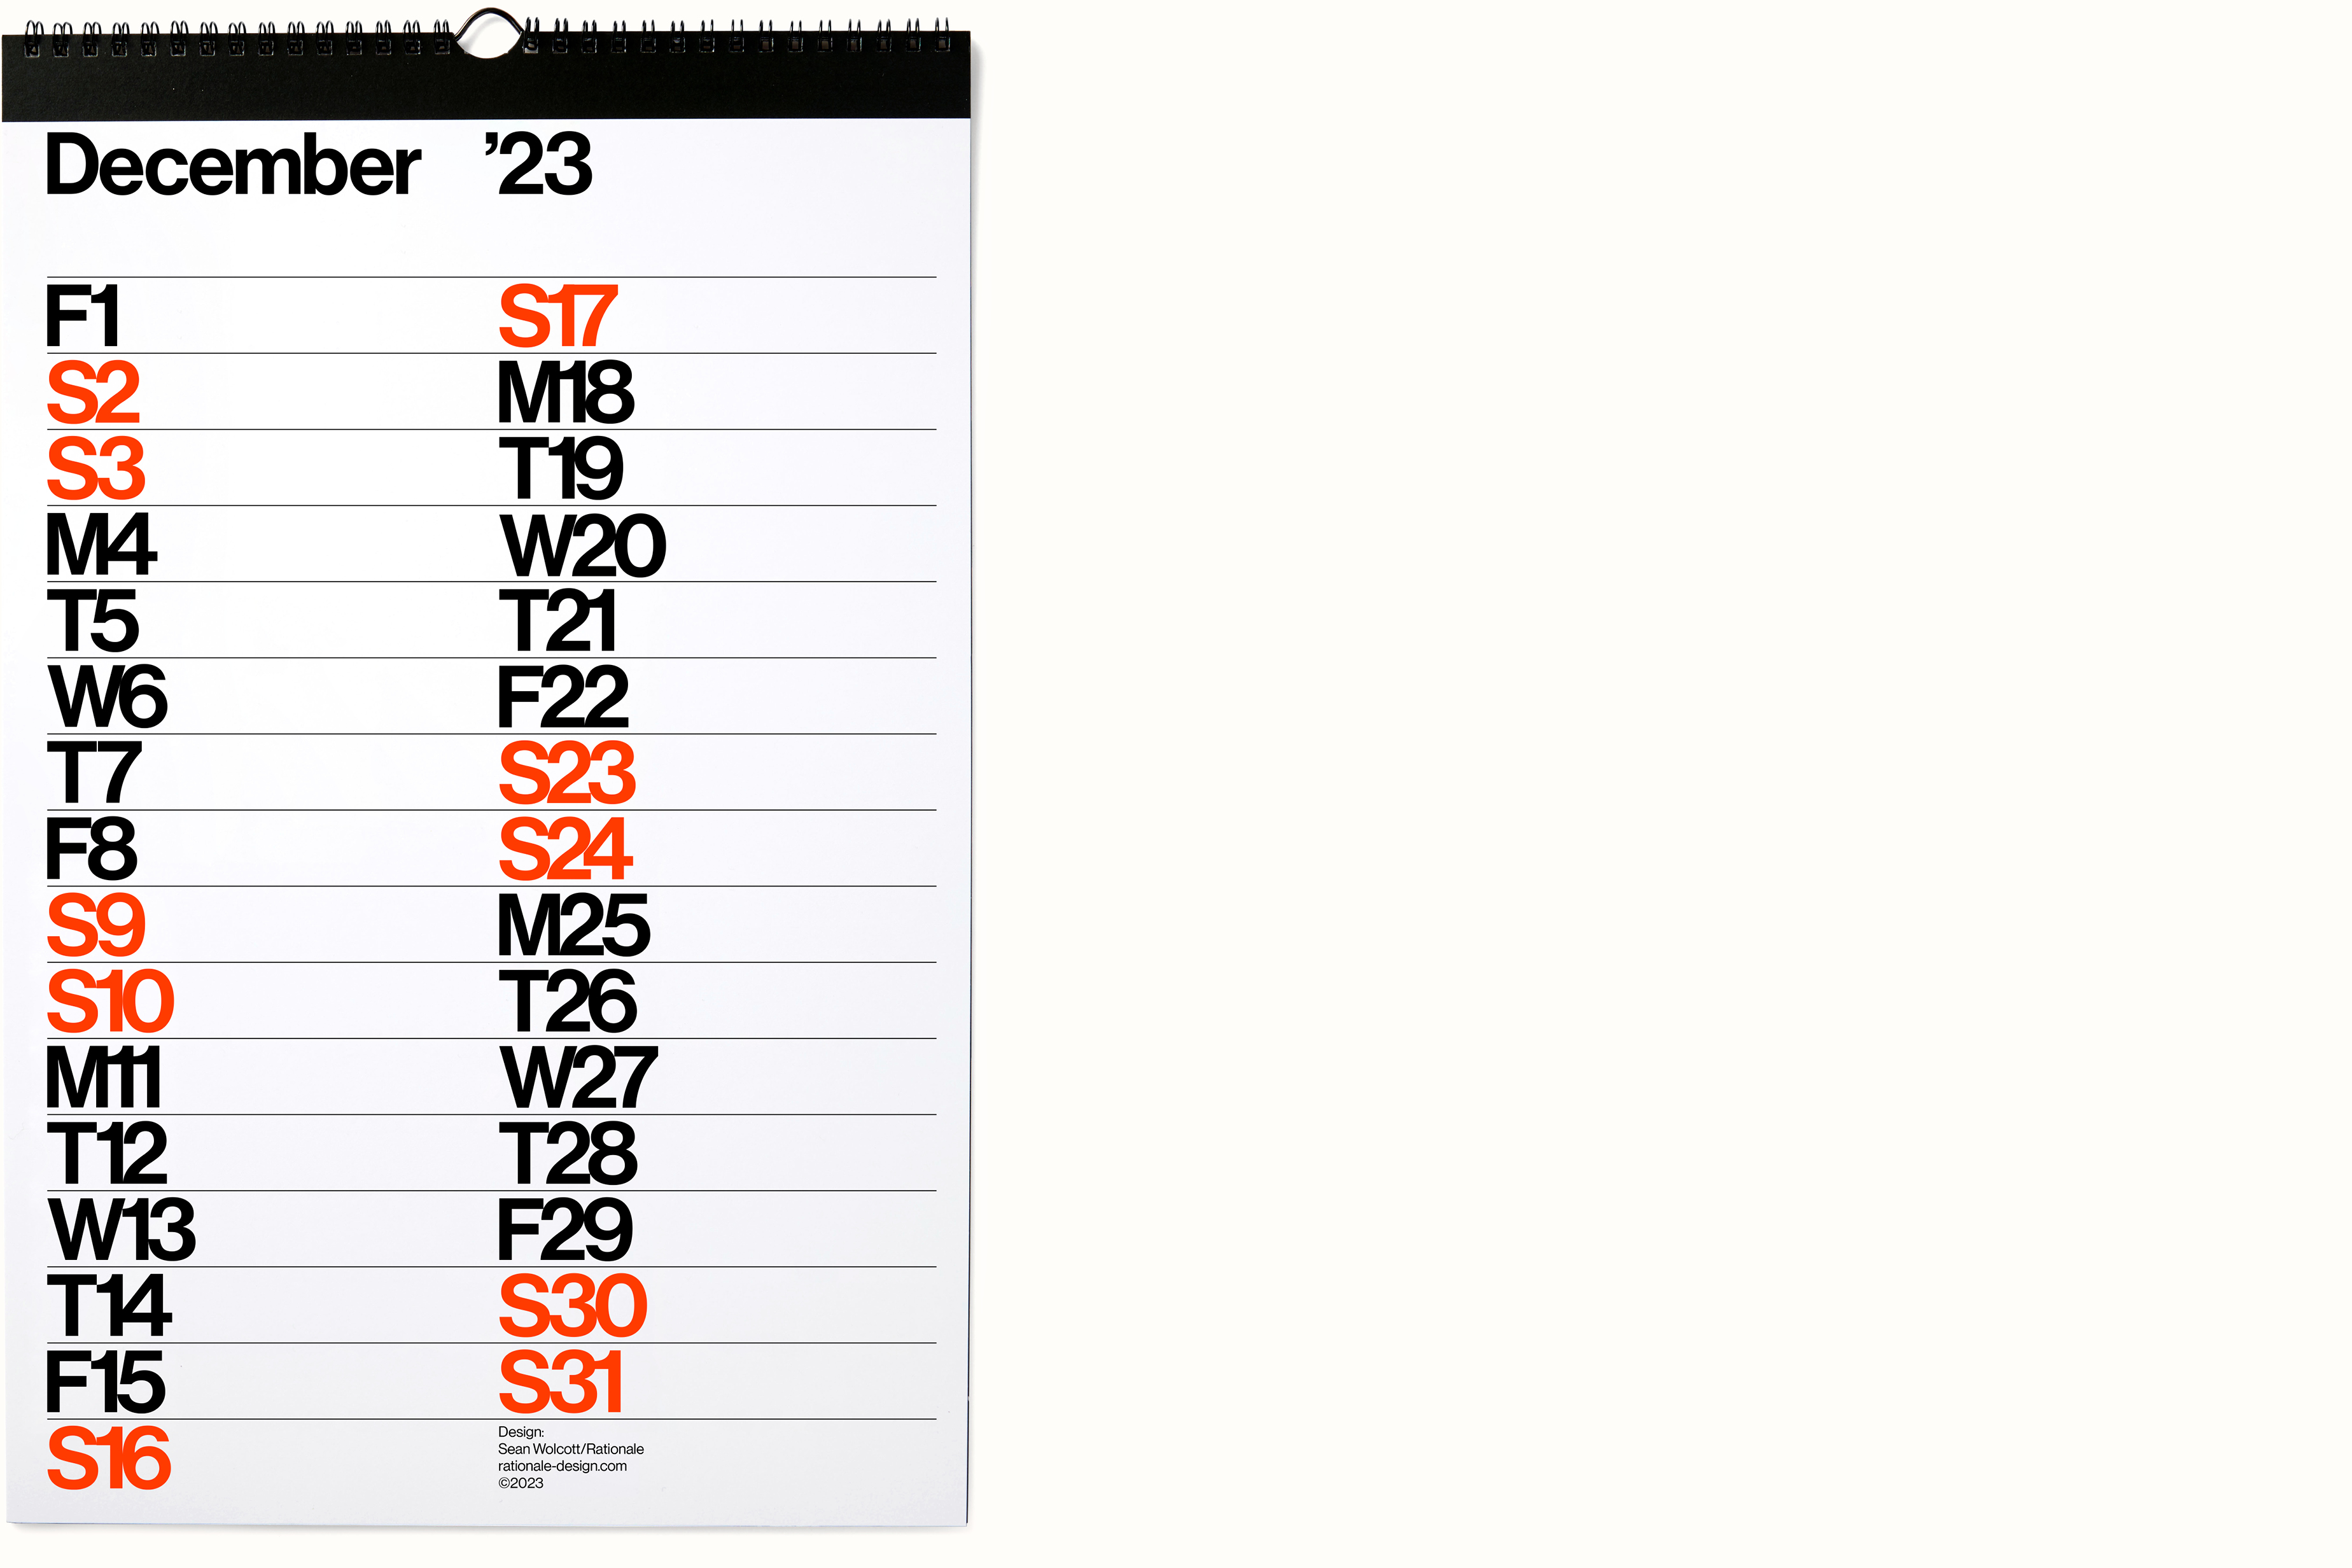 December ’23
F1
S2
S3
M4
T5
W6
T7
F8
S9
S10
M11
T12
W13
T14
F15
S16
S17
M18
T19
W20
T21
F22
S23
S24
M25
T26
W27
T28
F29
S30
S31
Design:
Sean Wolcott/Rationale
rationale-design.com
©2023